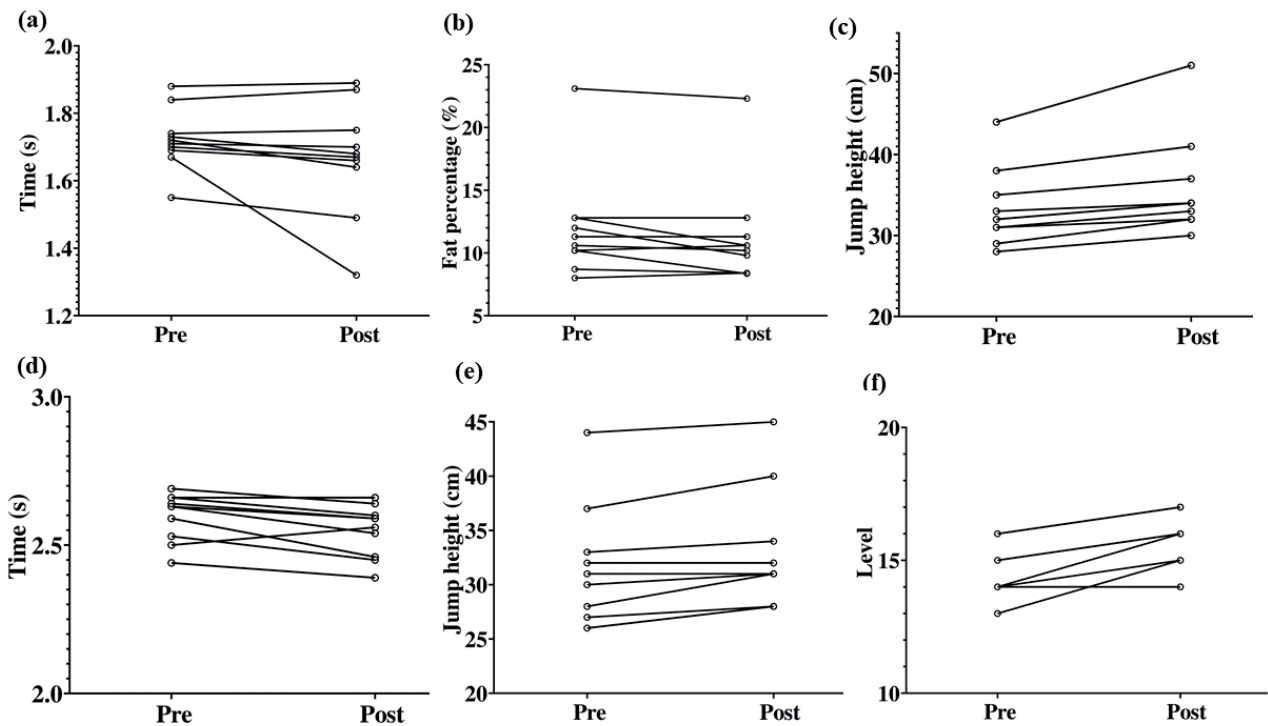 (a)
Time (s)
2.0
1.8
1.6
1.4
1.2
Pre Post
(b)
Fat percentage (%)
25
20
15
10
5
Pre Post
(c)
Jump height (cm)
50
40
30
20
Pre Post
(d)
Time (s)
3.0
2.5
2.0
Pre Post
(e)
Jump height (cm)
45
40
35
30
25
20
Pre Post
(f)
Level
20
15
10
Pre Post